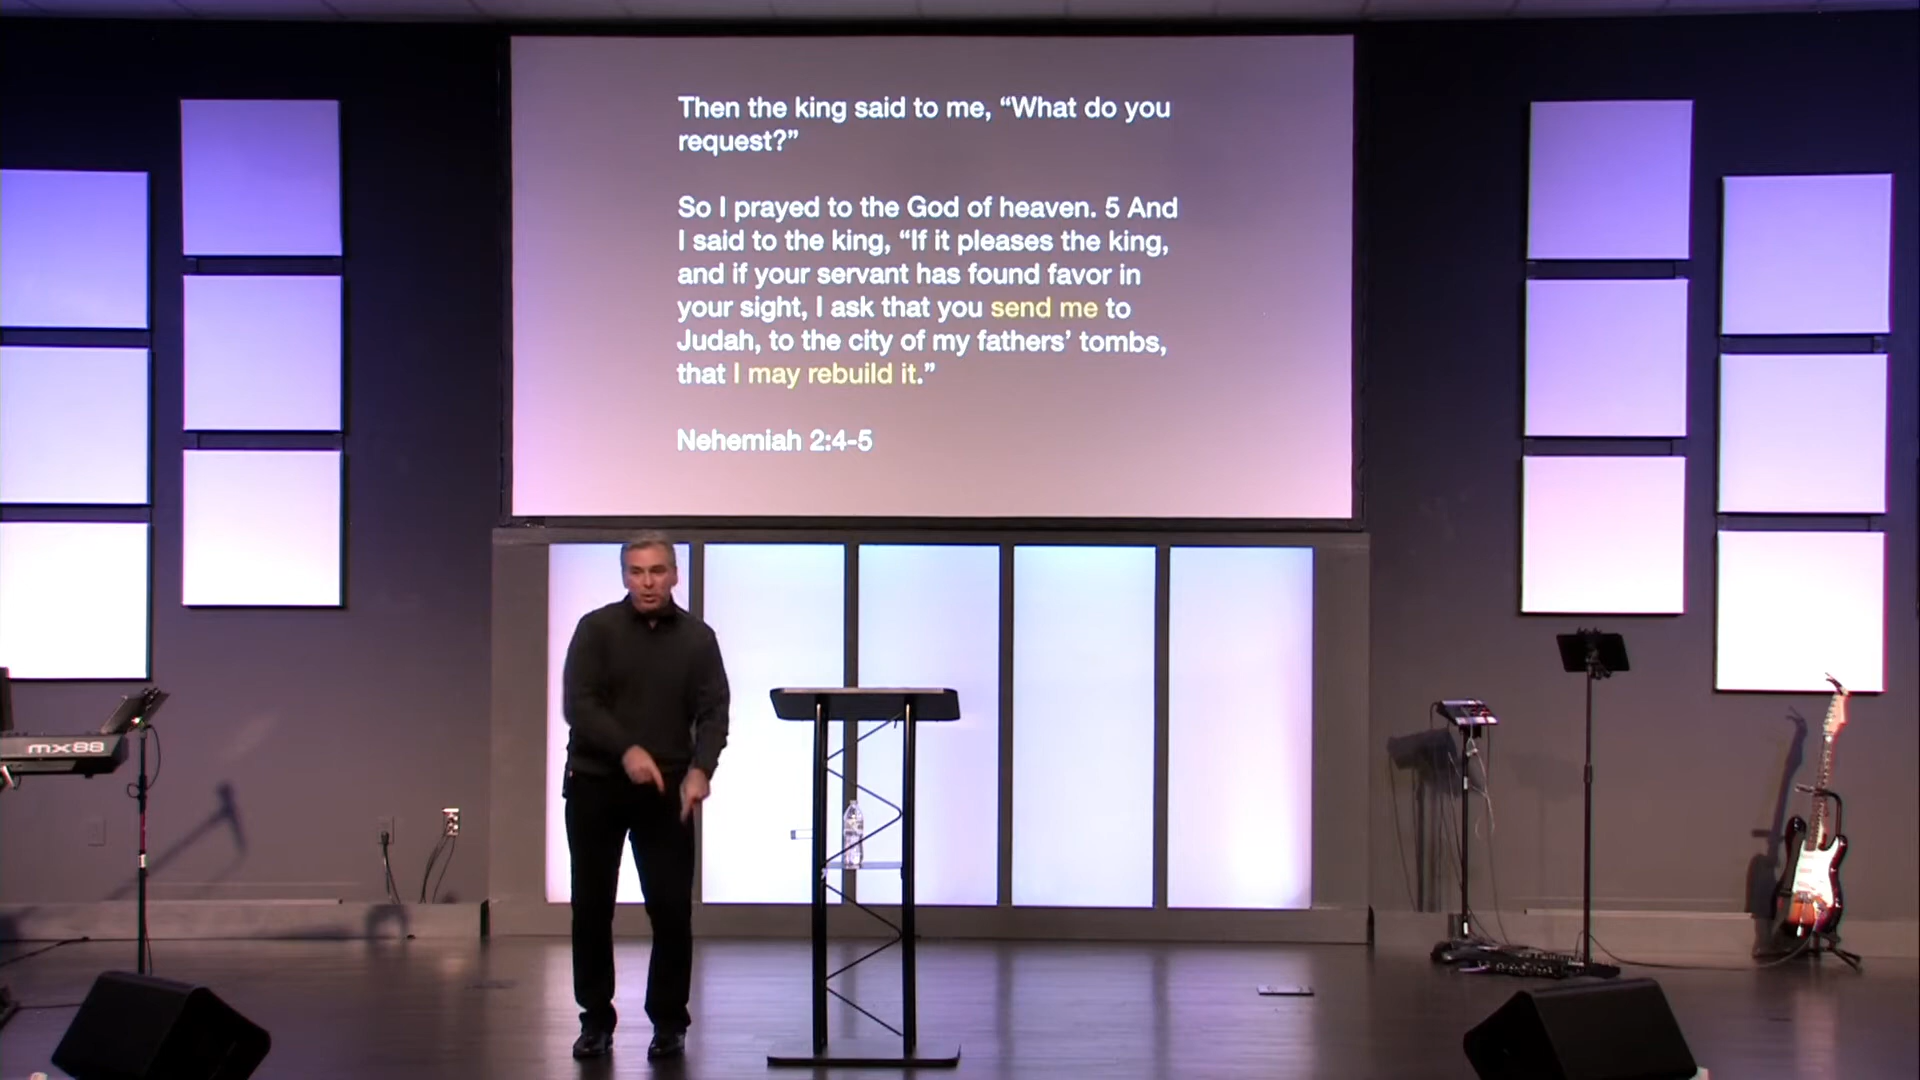 Then the king said to me, “What do you
request?”
So I prayed to the God of heaven. 5 And
I said to the king, “If it pleases the king,
and if your servant has found favor in
your sight, I ask that you send me to
Judah, to the city of my fathers’ tombs,
that I may rebuild it.”
Nehemiah 2:4-5
mx88